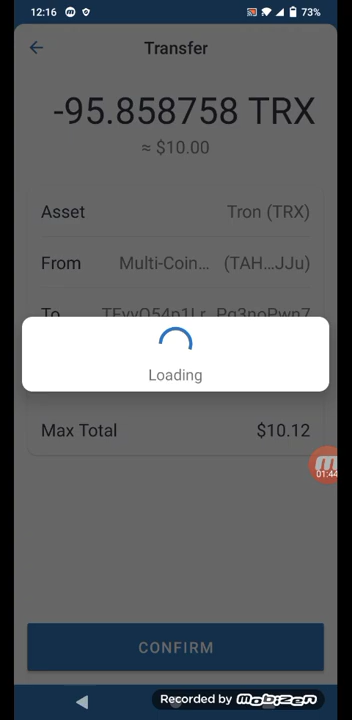 12:16
73%
Transfer
-95.858758 TRX
≈ $10.00
Asset Tron (TRX)
From Multi-Coin... (TAH...JJu)
To
Loading
Max Total $10.12
01:44
CONFIRM
Recorded by MOBIZEN